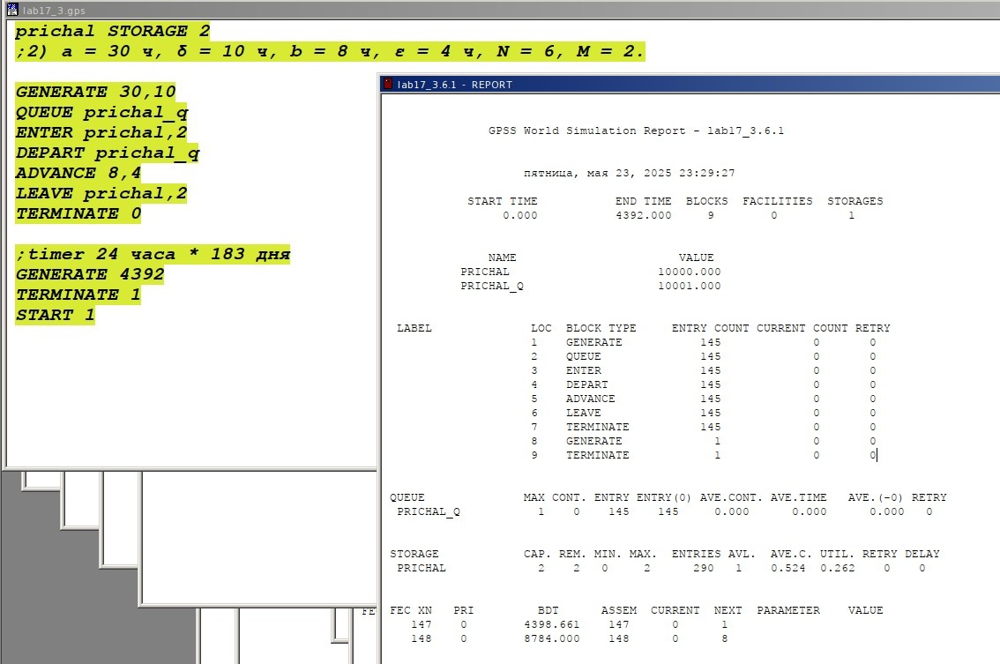 lab17_3.gps
prichal STORAGE 2
;2) a = 30 ч, δ = 10 ч, b = 8 ч, ε = 4 ч, N = 6, M = 2.
GENERATE 30,10
QUEUE prichal_q
ENTER prichal,2
DEPART prichal_q
ADVANCE 8,4
LEAVE prichal,2
TERMINATE 0
;timer 24 часа * 183 дня
GENERATE 4392
TERMINATE 1
START 1
lab17_3.6.1 - REPORT
GPSS World Simulation Report - lab17_3.6.1
пятница, мая 23, 2025 23:29:27
START TIME END TIME BLOCKS FACILITIES STORAGES
0.000 4392.000 9 0 1
NAME VALUE
PRICHAL 10000.000
PRICHAL_Q 10001.000
LABEL LOC BLOCK TYPE ENTRY COUNT CURRENT COUNT RETRY
1 GENERATE 145 0 0
2 QUEUE 145 0 0
3 ENTER 145 0 0
4 DEPART 145 0 0
5 ADVANCE 145 0 0
6 LEAVE 145 0 0
7 TERMINATE 145 0 0
8 GENERATE 1 0 0
9 TERMINATE 1 0 0
QUEUE MAX CONT. ENTRY ENTRY(0) AVE.CONT. AVE.TIME AVE.(-0) RETRY
PRICHAL_Q 1 0 145 145 0.000 0.000 0.000 0
STORAGE CAP. REM. MIN. MAX. ENTRIES AVL. AVE.C. UTIL. RETRY DELAY
PRICHAL 2 2 0 2 290 1 0.524 0.262 0 0
FE
FEC XN PRI BDT ASSEM CURRENT NEXT PARAMETER VALUE
147 0 4398.661 147 0 1
148 0 8784.000 148 0 8